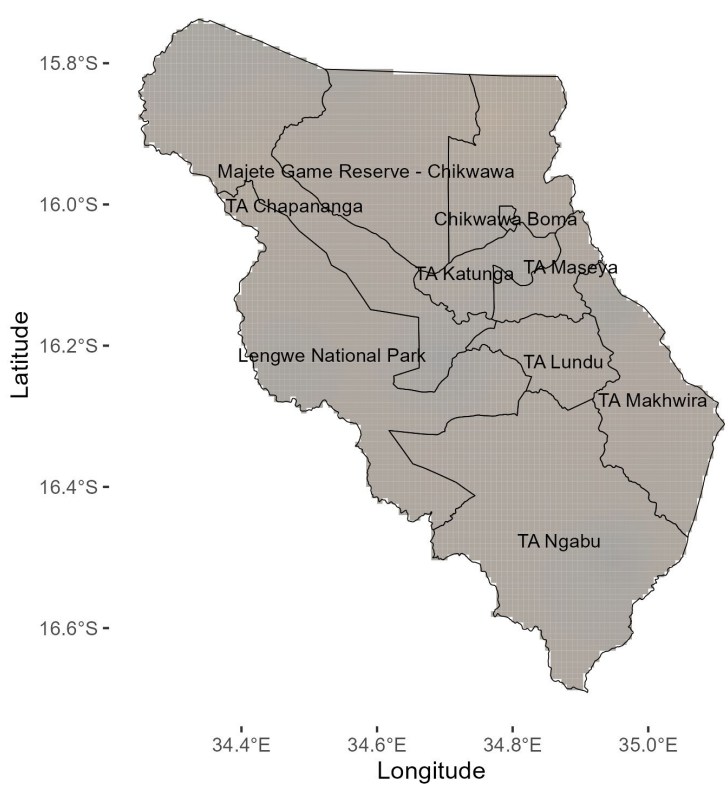 15.8°S
Majete Game Reserve - Chikwawa
16.0°S
TA Chapananga
Chikwawa Boma
TA Katunga
TA Maseya
16.2°S
Lengwe National Park
TA Lundu
TA Makhwira
16.4°S
TA Ngabu
16.6°S
Latitude
34.4°E
34.6°E
34.8°E
35.0°E
Longitude